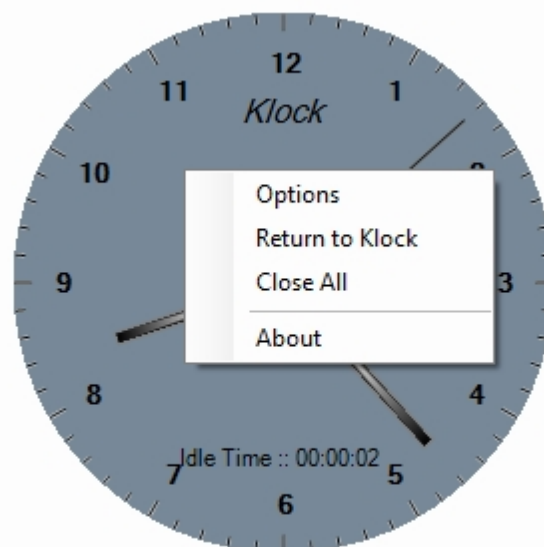 12
11
1
Klock
10
Options
Return to Klock
9
Close All
3
About
8
4
Idle Time :: 00:00:02
7
5
6